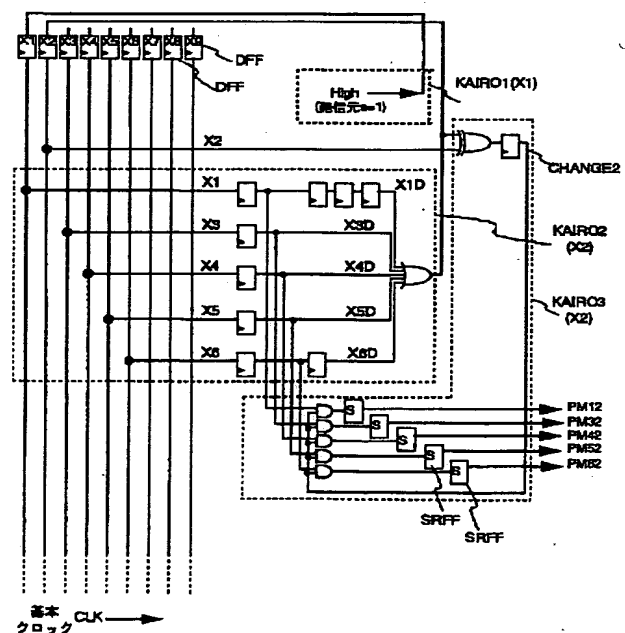 X1 X2 X3 X4 X5 X6 X7 X8 X9
DFF
DFF
KAIRO1(X1)
High
(発信元s=1)
X2
CHANGE2
X1
X1D
KAIRO2
(X2)
X3
X3D
X4
X4D
KAIRO3
(X2)
X5
X5D
X6
X6D
S
S
S
S
S
PM12
PM32
PM42
PM52
PM62
SRFF
SRFF
基本
クロック
CLK